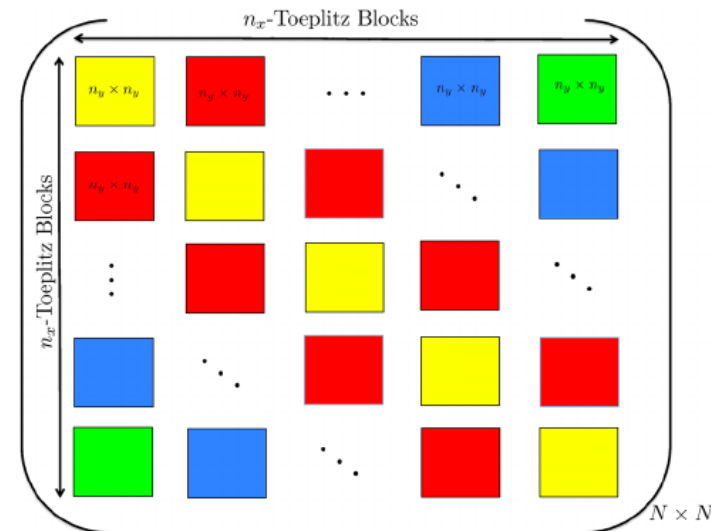 n_x-Toeplitz Blocks
n_x-Toeplitz Blocks
n_y × n_y n_y × n_y · · · n_y × n_y n_y × n_y
n_y × n_y
N × N